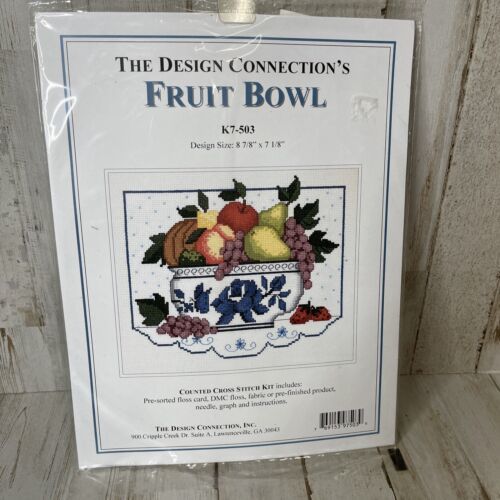 THE DESIGN CONNECTION'S
FRUIT BOWL
K7-503
Design Size: 8 7/8" x 7 1/8"
COUNTED CROSS STITCH KIT includes:
Pre-sorted floss card, DMC floss, fabric or pre-finished product,
needle, graph and instructions.
THE DESIGN CONNECTION, INC.
900 Cripple Creek Dr. Suite A, Lawrenceville, GA 30043